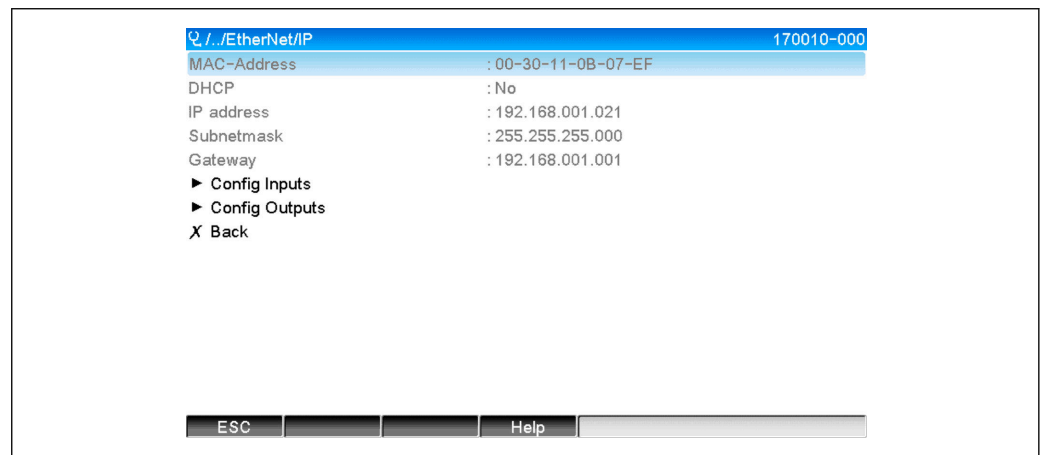 /../EtherNet/IP 170010-000
MAC-Address : 00-30-11-0B-07-EF
DHCP : No
IP address : 192.168.001.021
Subnetmask : 255.255.255.000
Gateway : 192.168.001.001
► Config Inputs
► Config Outputs
X Back
ESC Help